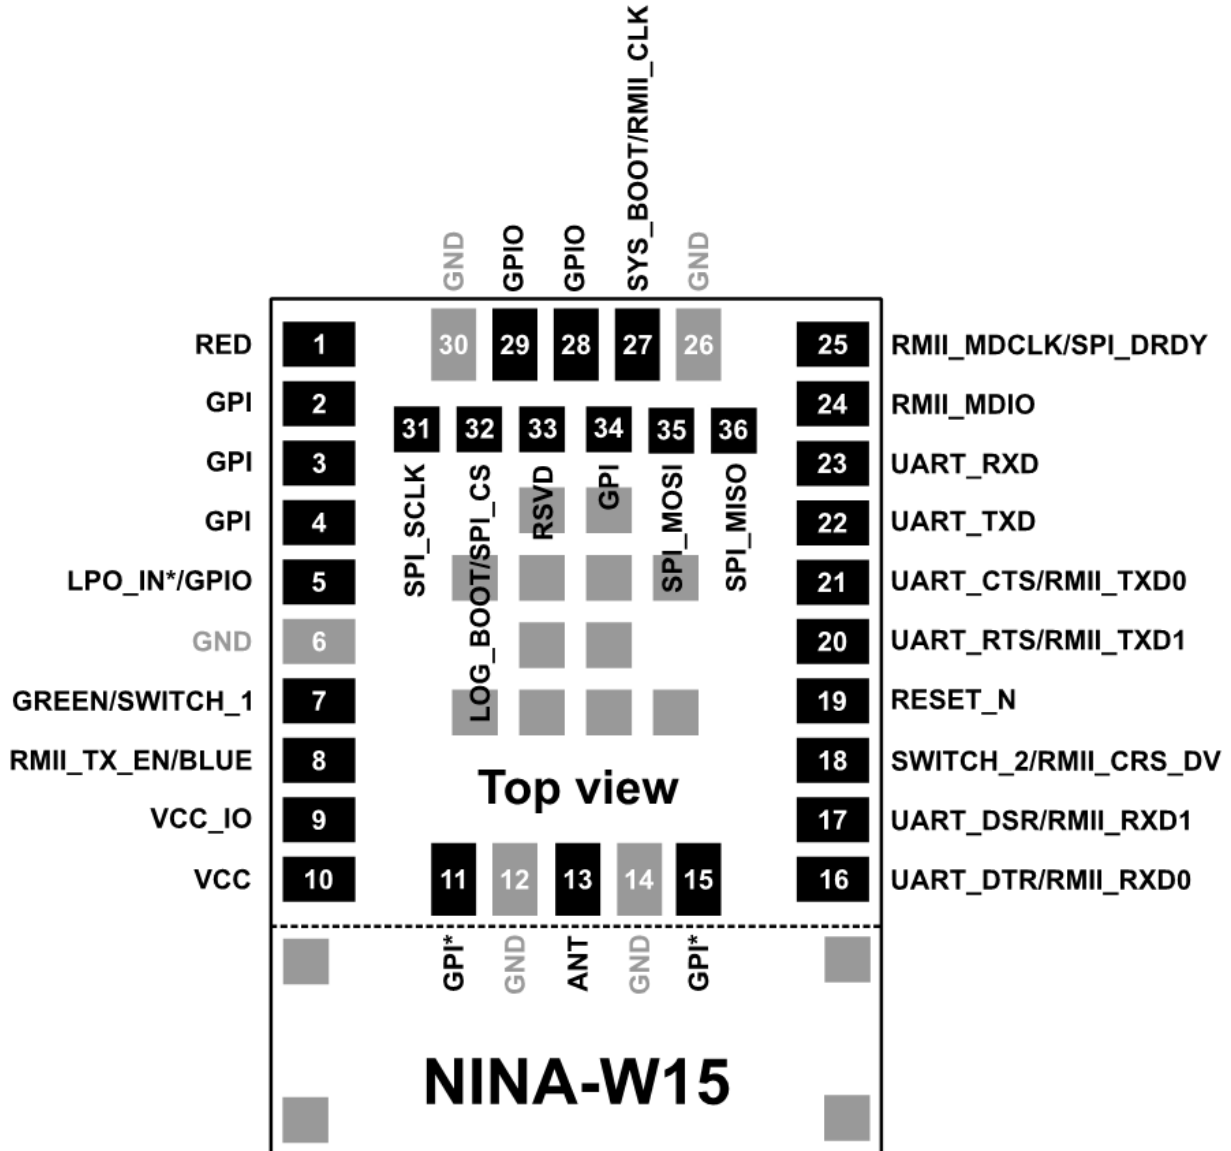 SYS_BOOT/RMII_CLK
GND
GPIO
GPIO
GND
30
29
28
27
26
RED 1
GPI 2
GPI 3
GPI 4
LPO_IN*/GPIO 5
GND 6
GREEN/SWITCH_1 7
RMII_TX_EN/BLUE 8
VCC_IO 9
VCC 10
31
32
33
34
35
36
SPI_SCLK
LOG_BOOT/SPI_CS
RSVD
GPI
SPI_MOSI
SPI_MISO
25 RMII_MDCLK/SPI_DRDY
24 RMII_MDIO
23 UART_RXD
22 UART_TXD
21 UART_CTS/RMII_TXD0
20 UART_RTS/RMII_TXD1
19 RESET_N
18 SWITCH_2/RMII_CRS_DV
17 UART_DSR/RMII_RXD1
16 UART_DTR/RMII_RXD0
Top view
11
12
13
14
15
GPI*
GND
ANT
GND
GPI*
NINA-W15